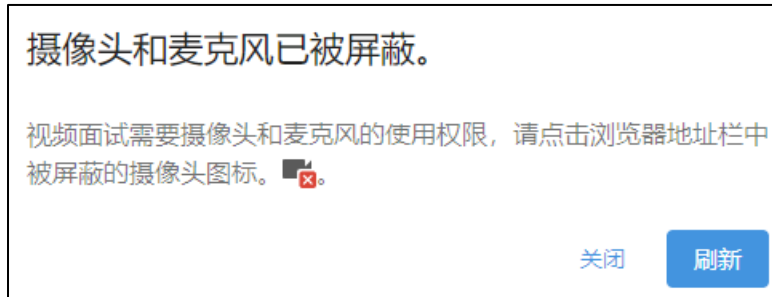 摄像头和麦克风已被屏蔽。
视频面试需要摄像头和麦克风的使用权限，请点击浏览器地址栏中
被屏蔽的摄像头图标。。
关闭
刷新